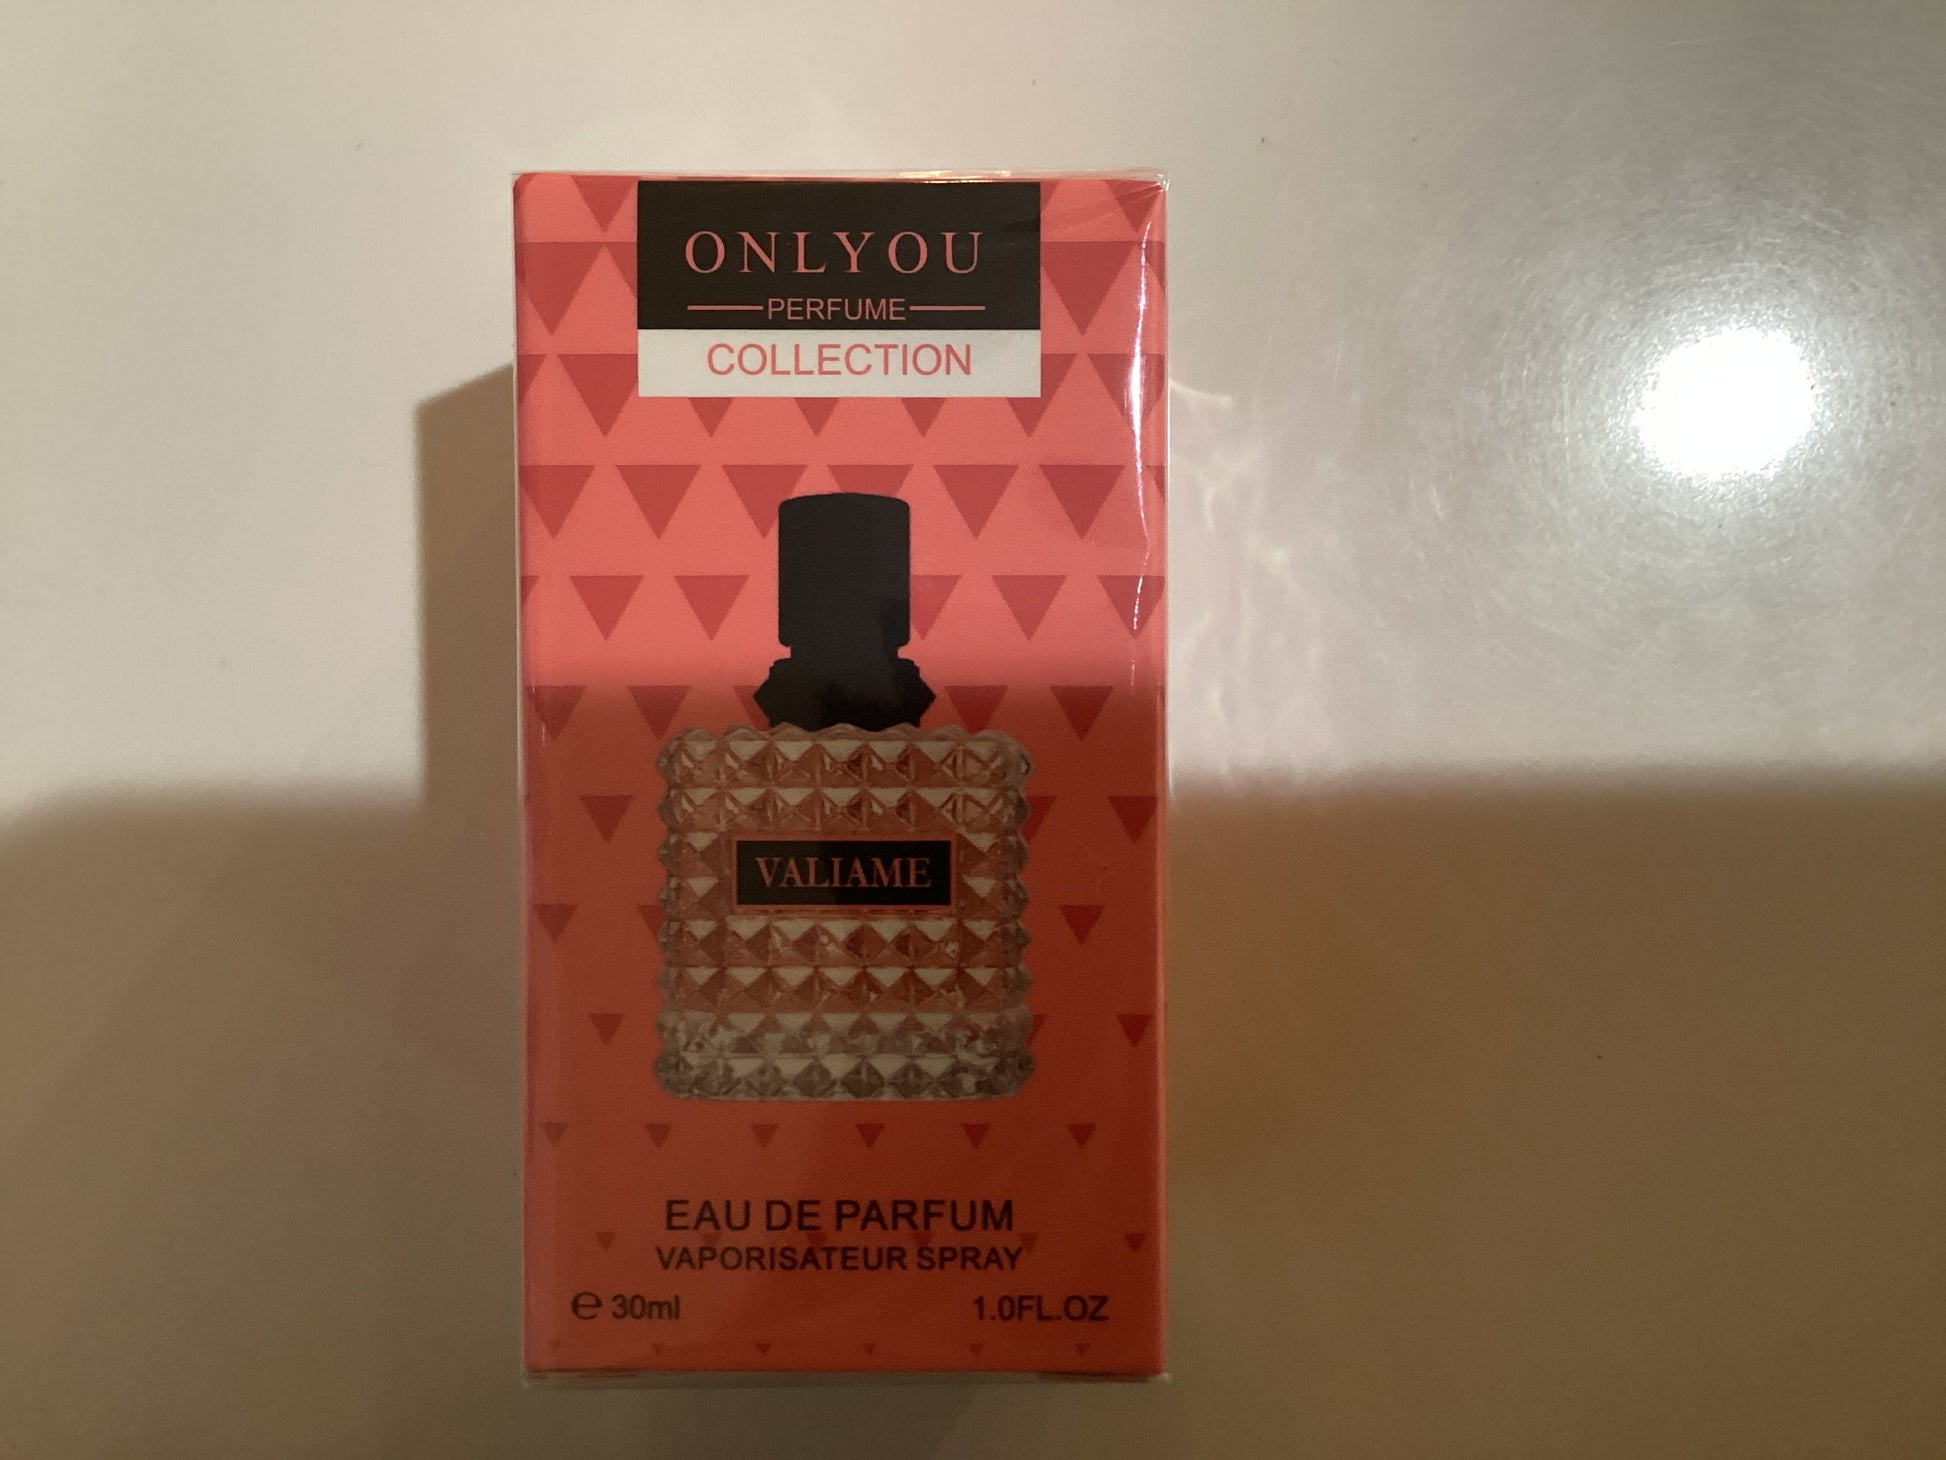 ONLYOU
PERFUME
COLLECTION
VALIAME
EAU DE PARFUM
VAPORISATEUR SPRAY
℮ 30ml 1.0FL.OZ